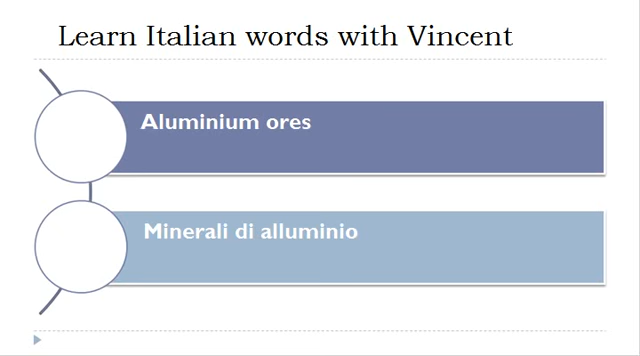 Learn Italian words with Vincent
Aluminium ores
Minerali di alluminio